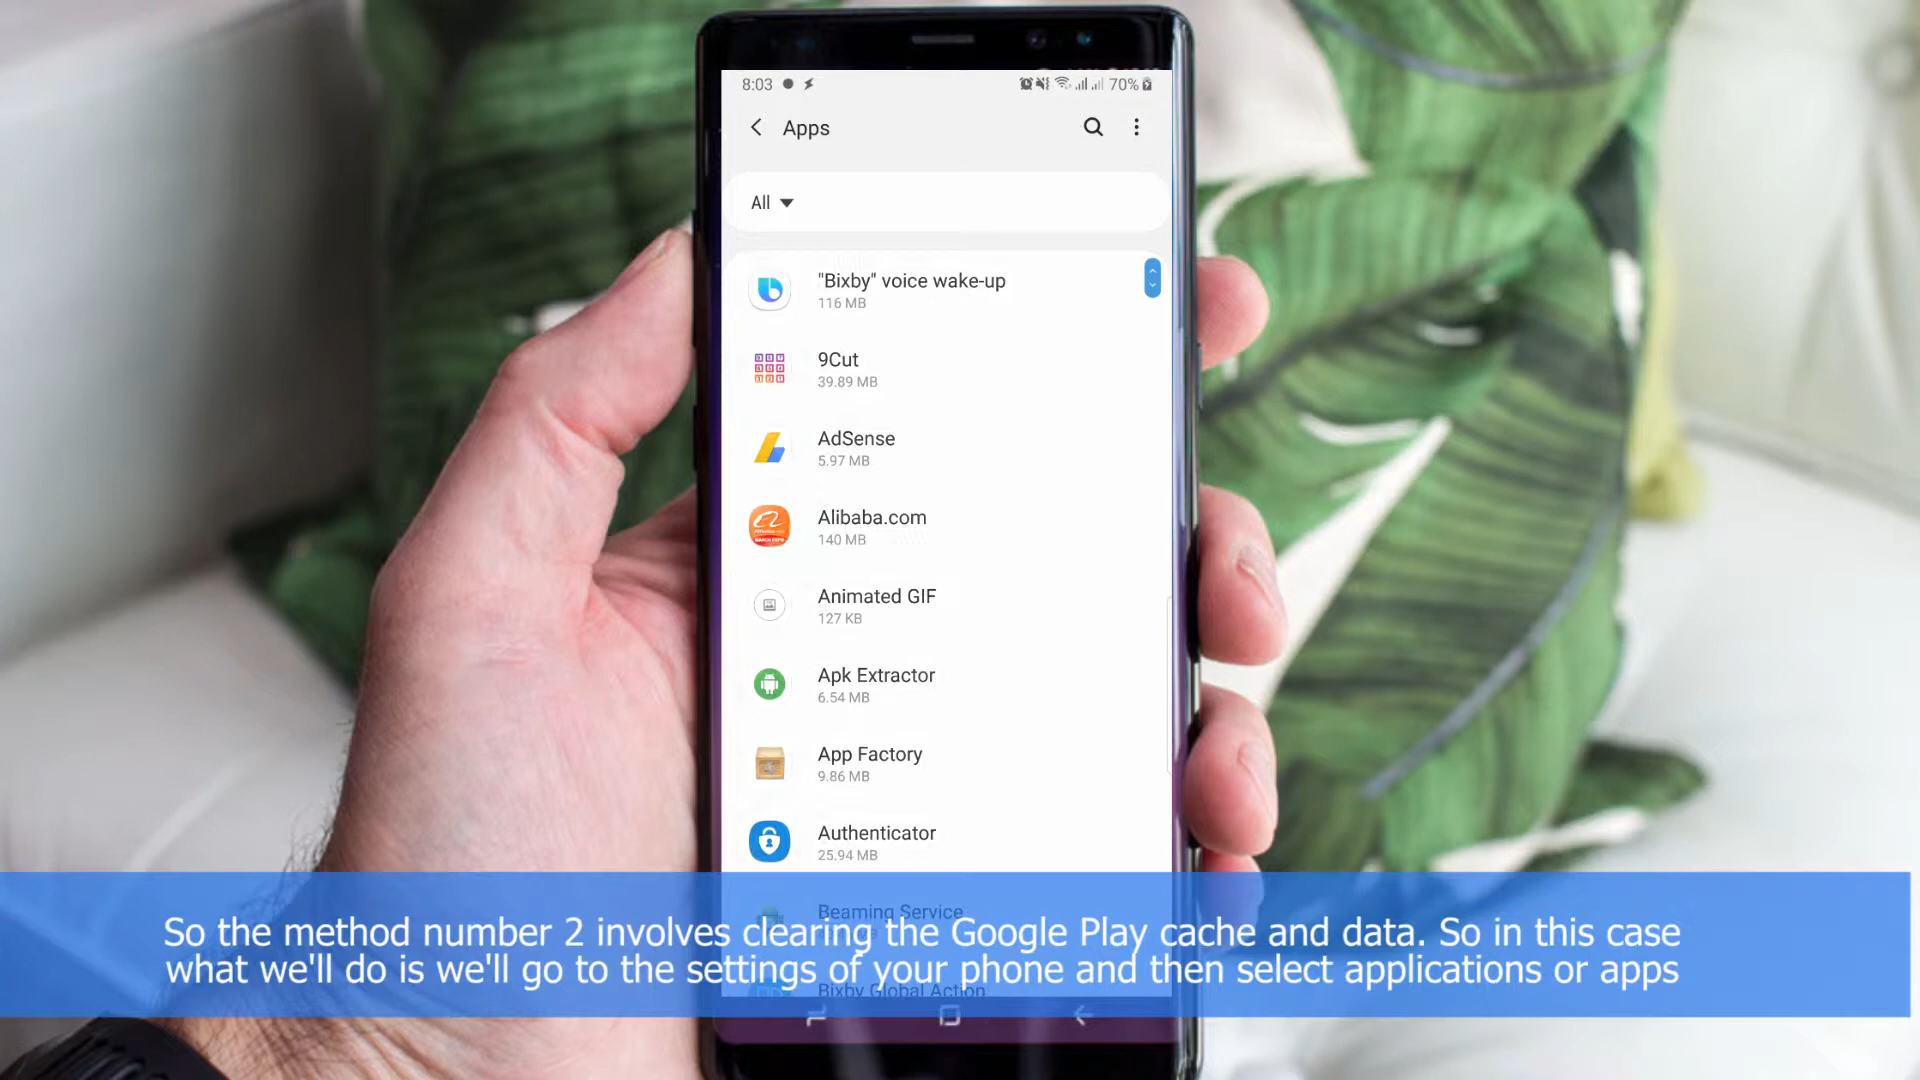 8:03
70%
Apps
All
"Bixby" voice wake-up
116 MB
9Cut
39.89 MB
AdSense
5.97 MB
Alibaba.com
140 MB
Animated GIF
127 KB
Apk Extractor
6.54 MB
App Factory
9.86 MB
Authenticator
25.94 MB
Beaming Service
So the method number 2 involves clearing the Google Play cache and data. So in this case
what we'll do is we'll go to the settings of your phone and then select applications or apps
Bixby Global Action